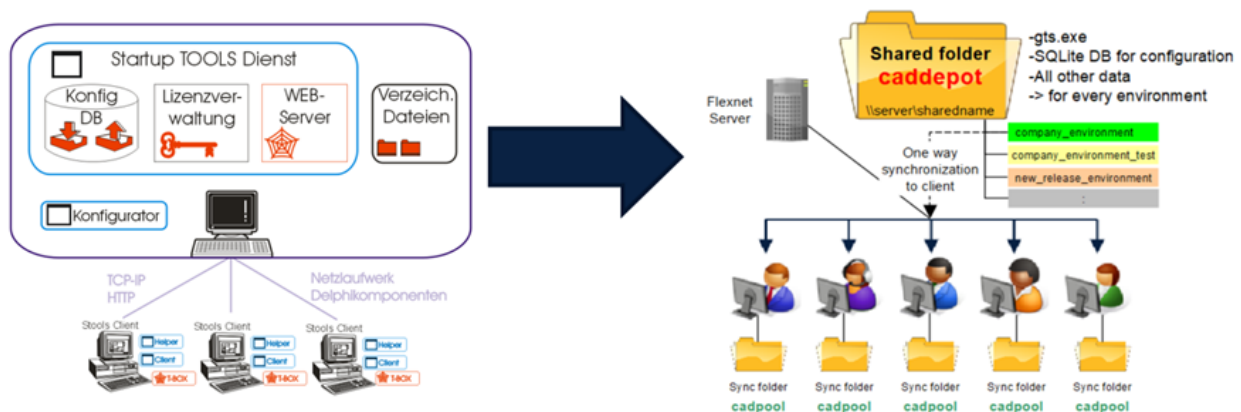 Startup TOOLS Dienst
Konfig
DB
Lizenzver-
waltung
WEB-
Server
Verzeich.
Dateien
Konfigurator
TCP-IP
HTTP
Netzlaufwerk
Delphikomponenten
Stools Client
Helper
Client
T-BOX
Stools Client
Helper
Client
T-BOX
Stools Client
Helper
Client
T-BOX
Flexnet
Server
Shared folder
caddepot
\\server\sharedname
-gts.exe
-SQLite DB for configuration
-All other data
-> for every environment
company_environment
company_environment_test
new_release_environment
:
One way
synchronization
to client
Sync folder
cadpool
Sync folder
cadpool
Sync folder
cadpool
Sync folder
cadpool
Sync folder
cadpool